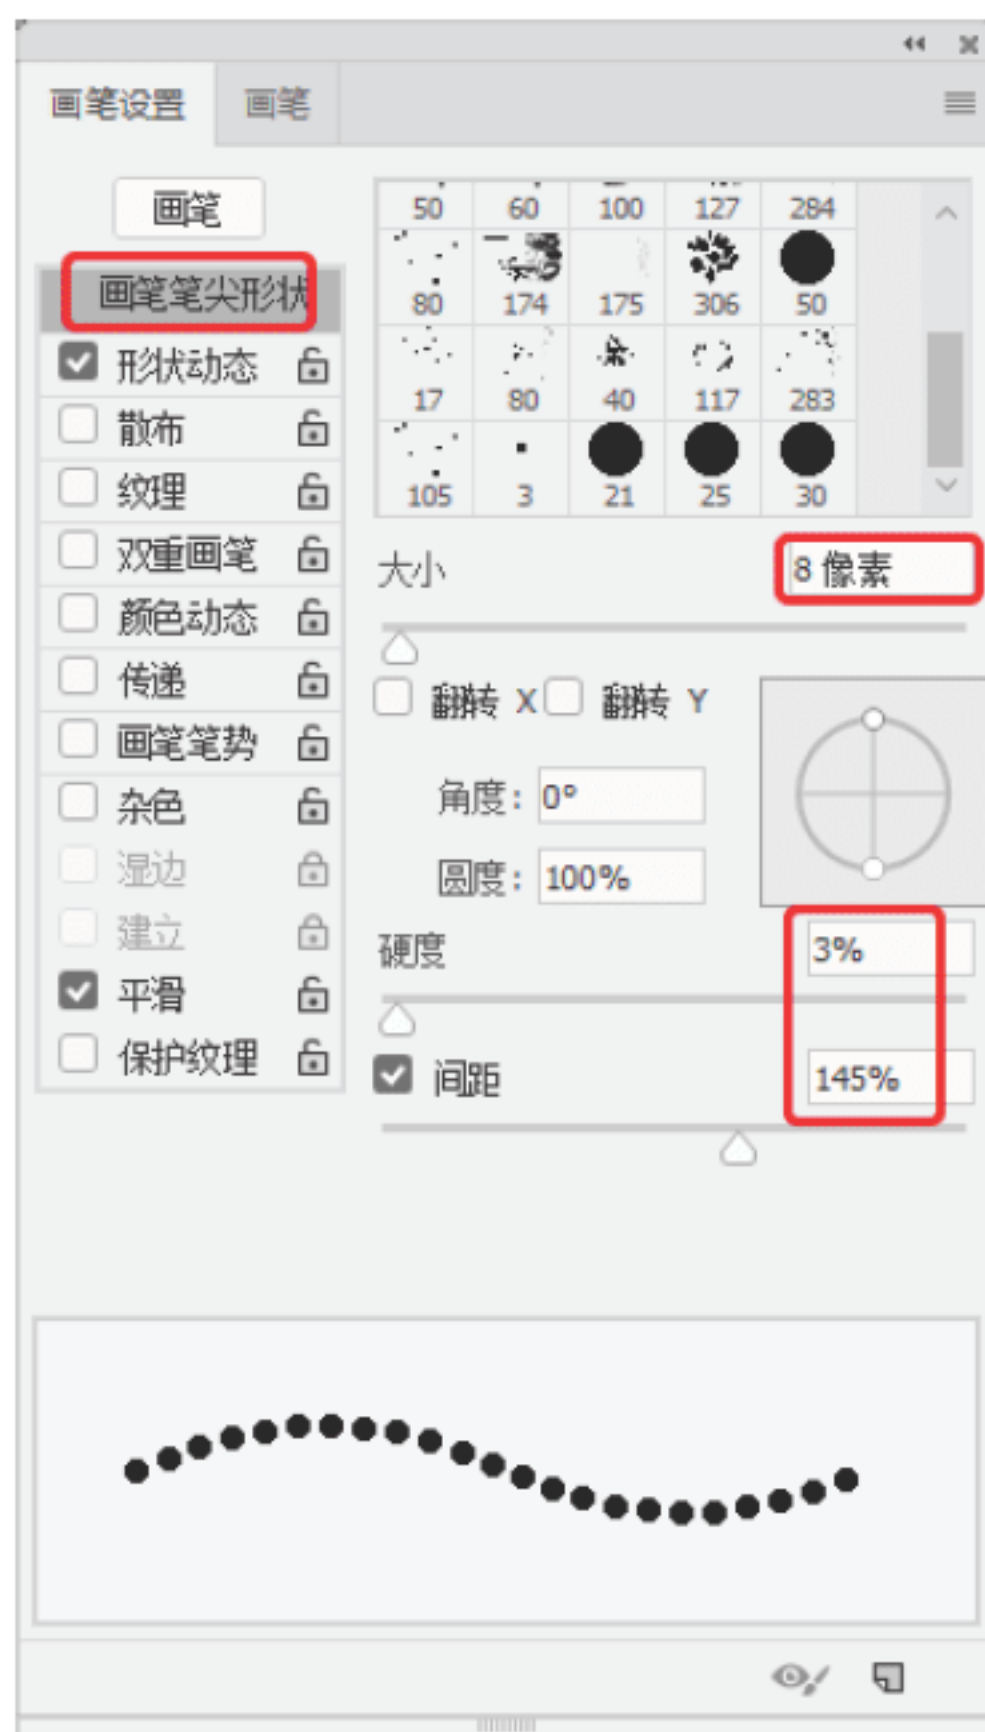 画笔设置 画笔
画笔
画笔笔尖形状
形状动态
散布
纹理
双重画笔
颜色动态
传递
画笔笔势
杂色
湿边
建立
平滑
保护纹理
50 60 100 127 284
80 174 175 306 50
17 80 40 117 283
105 3 21 25 30
大小 8 像素
翻转 X 翻转 Y
角度: 0°
圆度: 100%
硬度 3%
间距 145%